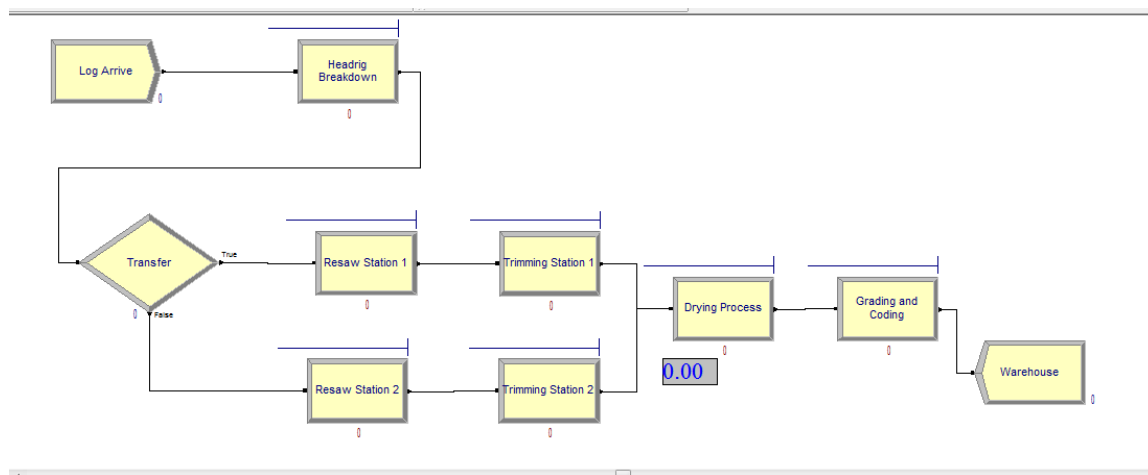 Log Arrive
0
Headrig
Breakdown
0
Transfer
True
0
False
Resaw Station 1
0
Trimming Station 1
0
Resaw Station 2
0
Trimming Station 2
0
Drying Process
0
0.00
Grading and
Coding
0
Warehouse
0